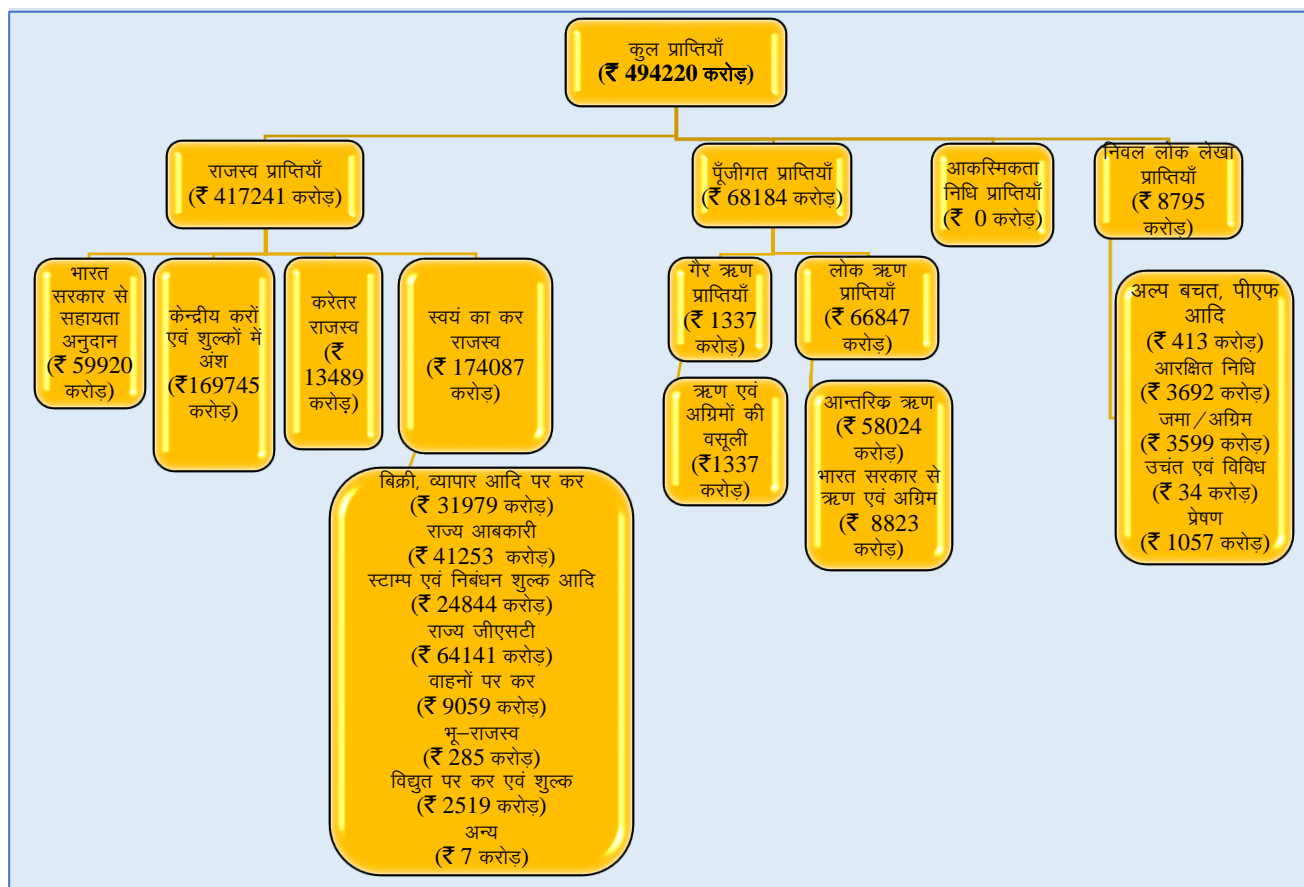 कुल प्राप्तियाँ
(₹ 494220 करोड़)
राजस्व प्राप्तियाँ
(₹ 417241 करोड़)
पूँजीगत प्राप्तियाँ
(₹ 68184 करोड़)
आकस्मिकता
निधि प्राप्तियाँ
(₹ 0 करोड़)
निवल लोक लेखा
प्राप्तियाँ
(₹ 8795
करोड़)
भारत
सरकार से
सहायता
अनुदान
(₹ 59920
करोड़)
केन्द्रीय करों
एवं शुल्कों में
अंश
(₹169745
करोड़)
करेतर
राजस्व
(₹
13489
करोड़)
स्वयं का कर
राजस्व
(₹ 174087
करोड़)
गैर ऋण
प्राप्तियाँ
(₹ 1337
करोड़)
लोक ऋण
प्राप्तियाँ
(₹ 66847
करोड़)
बिक्री, व्यापार आदि पर कर
(₹ 31979 करोड़)
राज्य आबकारी
(₹ 41253 करोड़)
स्टाम्प एवं निबंधन शुल्क आदि
(₹ 24844 करोड़)
राज्य जीएसटी
(₹ 64141 करोड़)
वाहनों पर कर
(₹ 9059 करोड़)
भू–राजस्व
(₹ 285 करोड़)
विद्युत पर कर एवं शुल्क
(₹ 2519 करोड़)
अन्य
(₹ 7 करोड़)
ऋण एवं
अग्रिमों की
वसूली
(₹1337
करोड़)
आन्तरिक ऋण
(₹ 58024
करोड़)
भारत सरकार से
ऋण एवं अग्रिम
(₹ 8823
करोड़)
अल्प बचत, पीएफ
आदि
(₹ 413 करोड़)
आरक्षित निधि
(₹ 3692 करोड़)
जमा/अग्रिम
(₹ 3599 करोड़)
उचंत एवं विविध
(₹ 34 करोड़)
प्रेषण
(₹ 1057 करोड़)